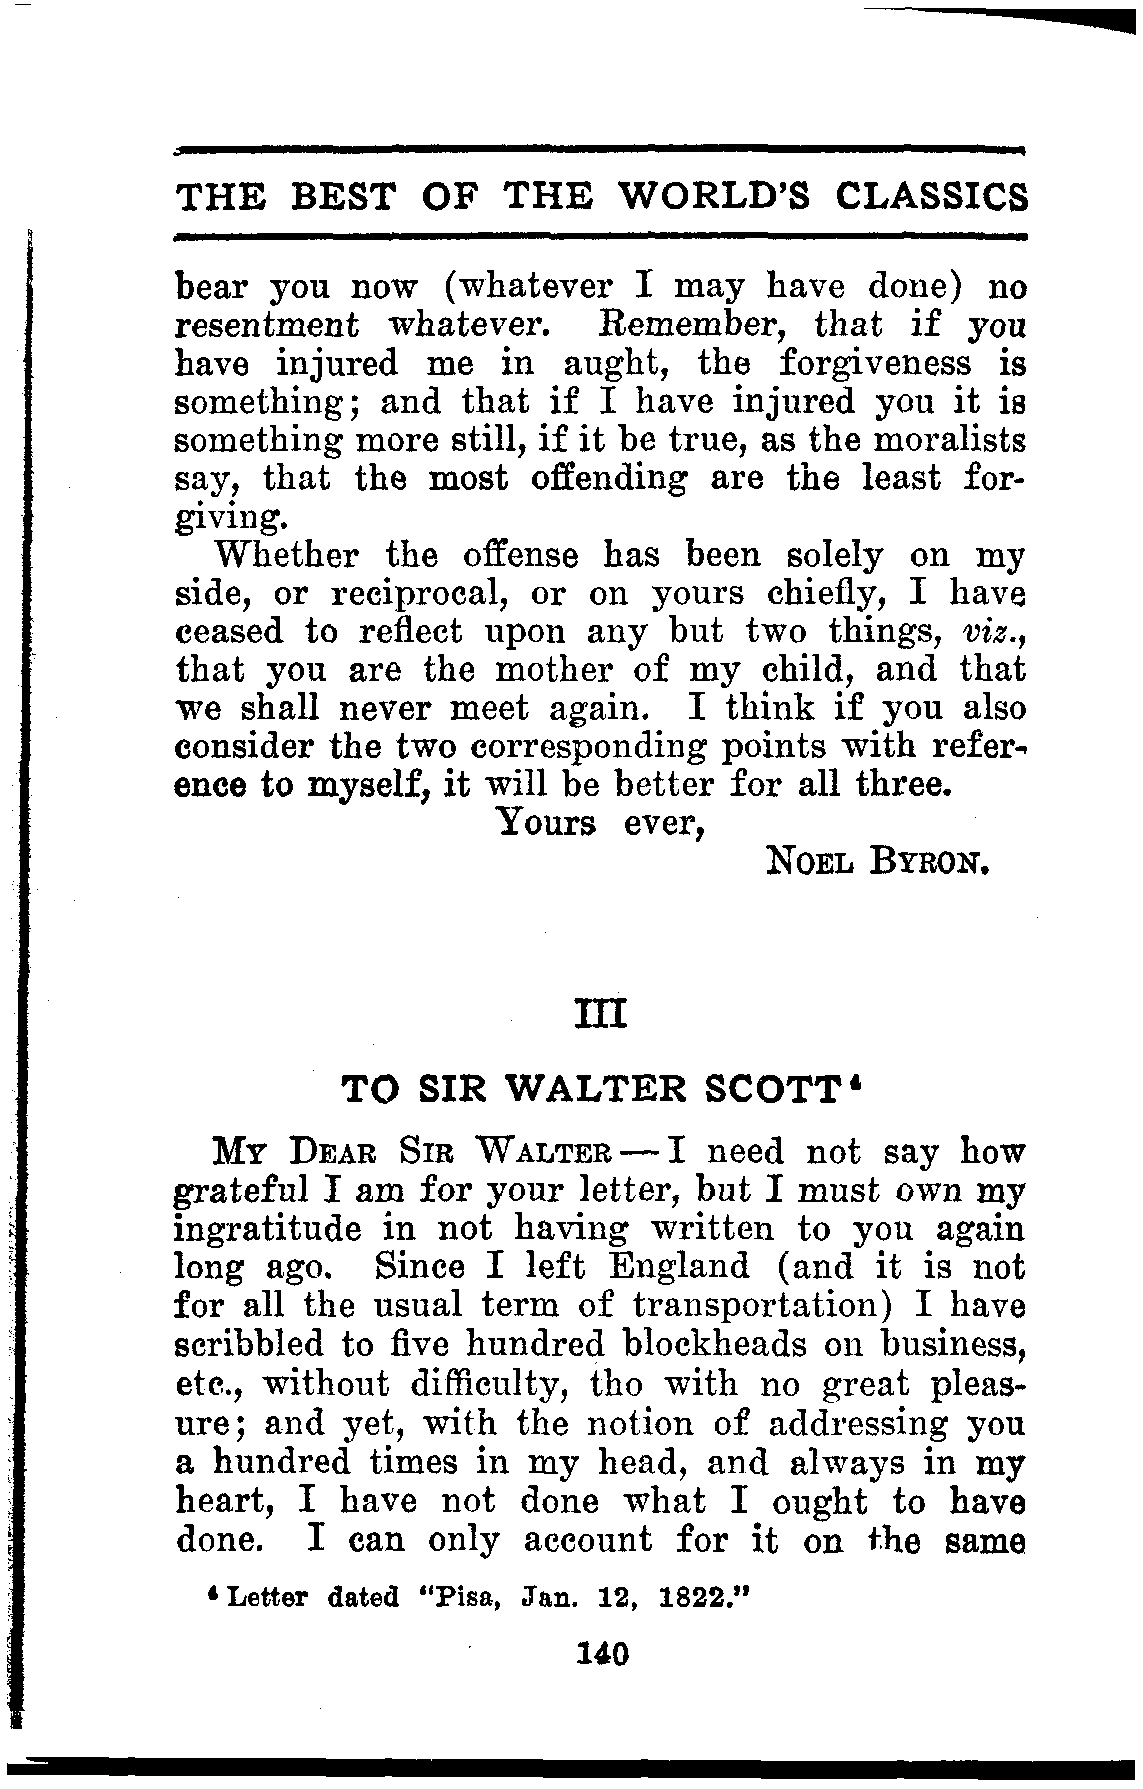 THE BEST OF THE WORLD'S CLASSICS
bear you now (whatever I may have done) no
resentment whatever. Remember, that if you
have injured me in aught, the forgiveness is
something; and that if I have injured you it is
something more still, if it be true, as the moralists
say, that the most offending are the least for-
giving.
Whether the offense has been solely on my
side, or reciprocal, or on yours chiefly, I have
ceased to reflect upon any but two things, viz.,
that you are the mother of my child, and that
we shall never meet again. I think if you also
consider the two corresponding points with refer-
ence to myself, it will be better for all three.
Yours ever,
NOEL BYRON.
III
TO SIR WALTER SCOTT⁴
MY DEAR SIR WALTER—I need not say how
grateful I am for your letter, but I must own my
ingratitude in not having written to you again
long ago. Since I left England (and it is not
for all the usual term of transportation) I have
scribbled to five hundred blockheads on business,
etc., without difficulty, tho with no great pleas-
ure; and yet, with the notion of addressing you
a hundred times in my head, and always in my
heart, I have not done what I ought to have
done. I can only account for it on the same
⁴ Letter dated "Pisa, Jan. 12, 1822."
140